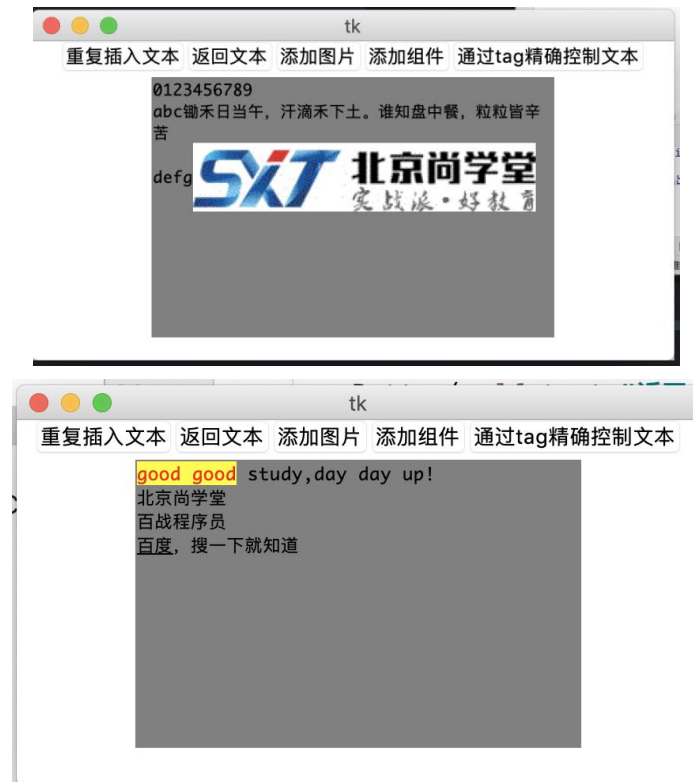 tk
重复插入文本 返回文本 添加图片 添加组件 通过tag精确控制文本
0123456789
abc锄禾日当午，汗滴禾下土。谁知盘中餐，粒粒皆辛
苦
defg SXT 北京尚学堂
实战派·好教育
tk
重复插入文本 返回文本 添加图片 添加组件 通过tag精确控制文本
good good study,day day up!
北京尚学堂
百战程序员
百度，搜一下就知道